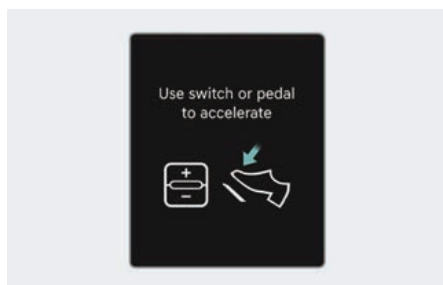 Use switch or pedal
to accelerate
+
−